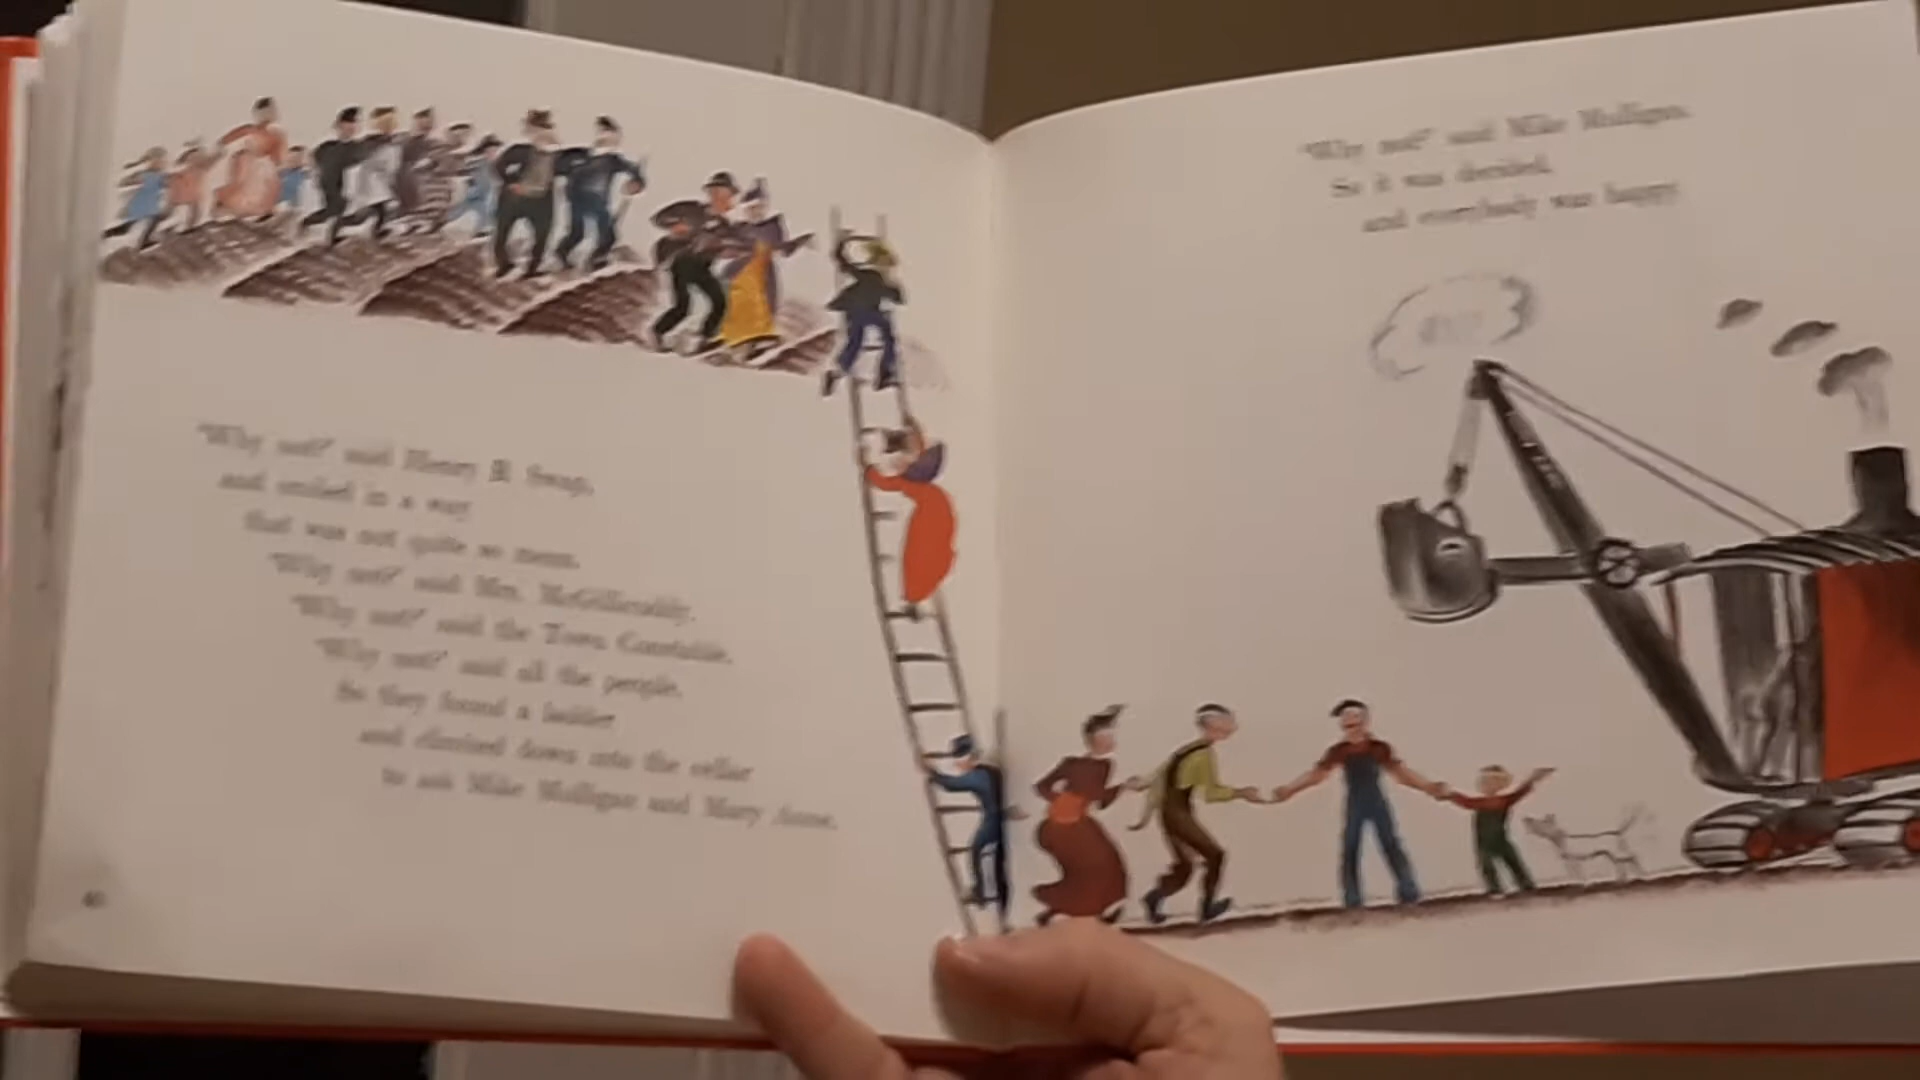 "Why not?" said Henry B. Swap,
and smiled in a way
that was not quite so mean.
"Why not?" said Mrs. McGillicuddy.
"Why not?" said the Town Constable.
"Why not?" said all the people.
So they found a ladder
and climbed down into the cellar
to ask Mike Mulligan and Mary Anne.
"Why not?" said Mike Mulligan.
So it was decided,
and everybody was happy.